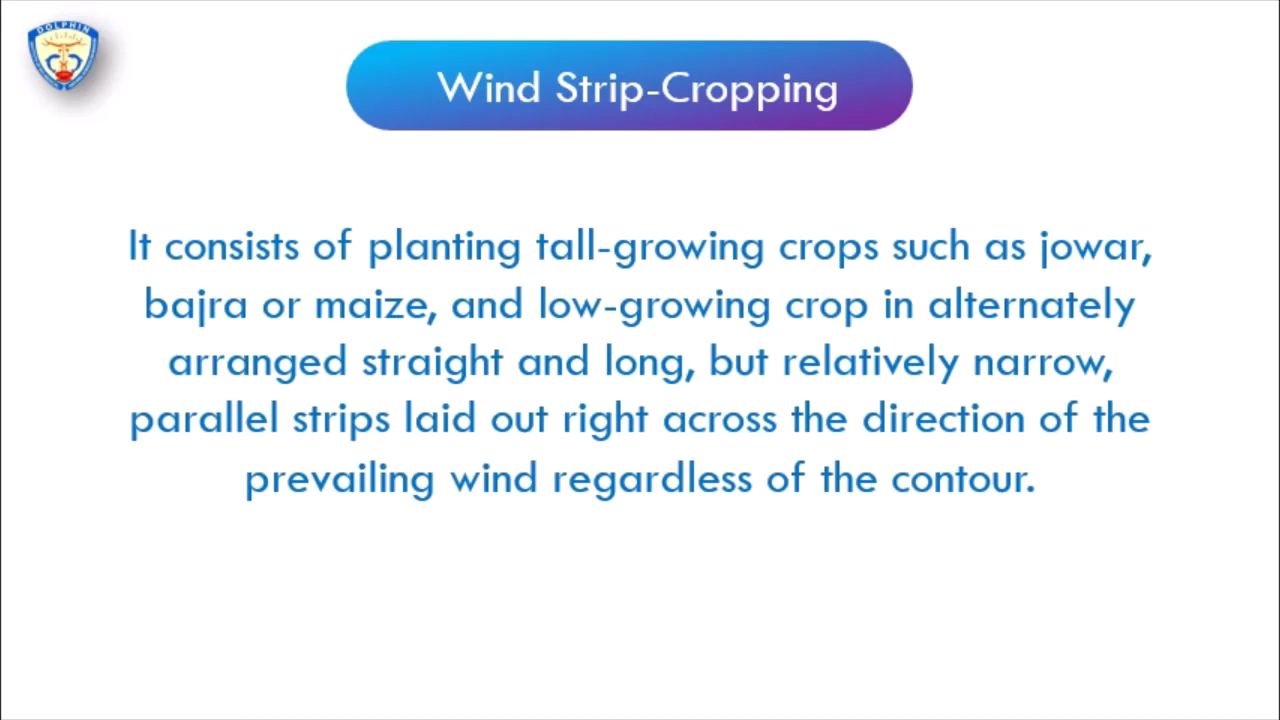 DOLPHIN
Wind Strip-Cropping
It consists of planting tall-growing crops such as jowar,
bajra or maize, and low-growing crop in alternately
arranged straight and long, but relatively narrow,
parallel strips laid out right across the direction of the
prevailing wind regardless of the contour.